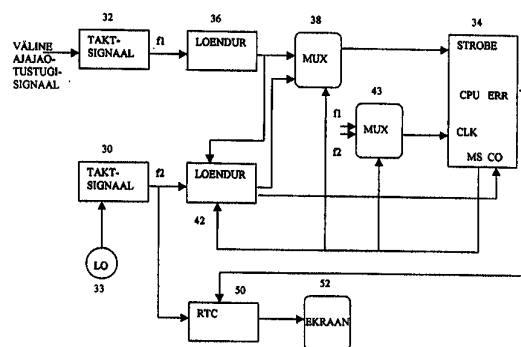 32
36
38
34
VÄLINE
AJAJAO-
TUSTUGI-
SIGNAAL
TAKT-
SIGNAAL
f1
LOENDUR
MUX
STROBE
CPU ERR
CLK
MS CO
43
f1
f2
MUX
30
TAKT-
SIGNAAL
f2
LOENDUR
42
LO
33
50
RTC
52
EKRAAN